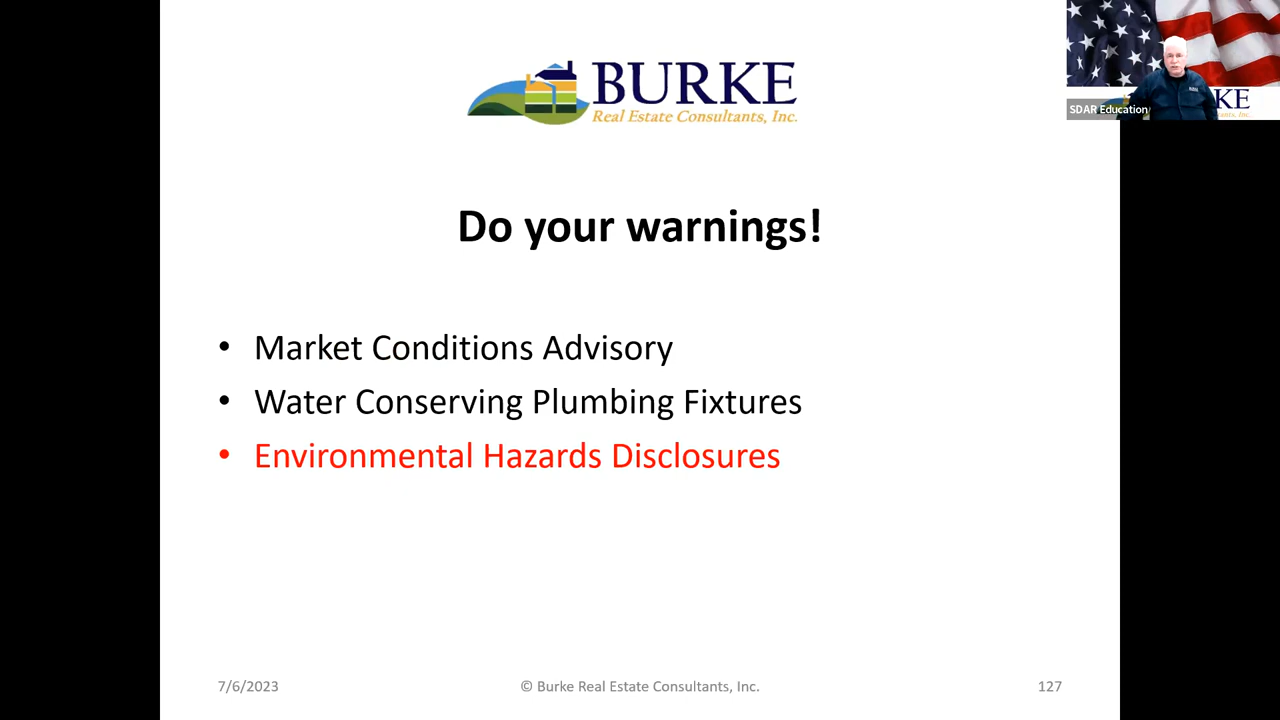 BURKE
Real Estate Consultants, Inc.
SDAR Education
KE
Do your warnings!
• Market Conditions Advisory
• Water Conserving Plumbing Fixtures
• Environmental Hazards Disclosures
7/6/2023
© Burke Real Estate Consultants, Inc.
127